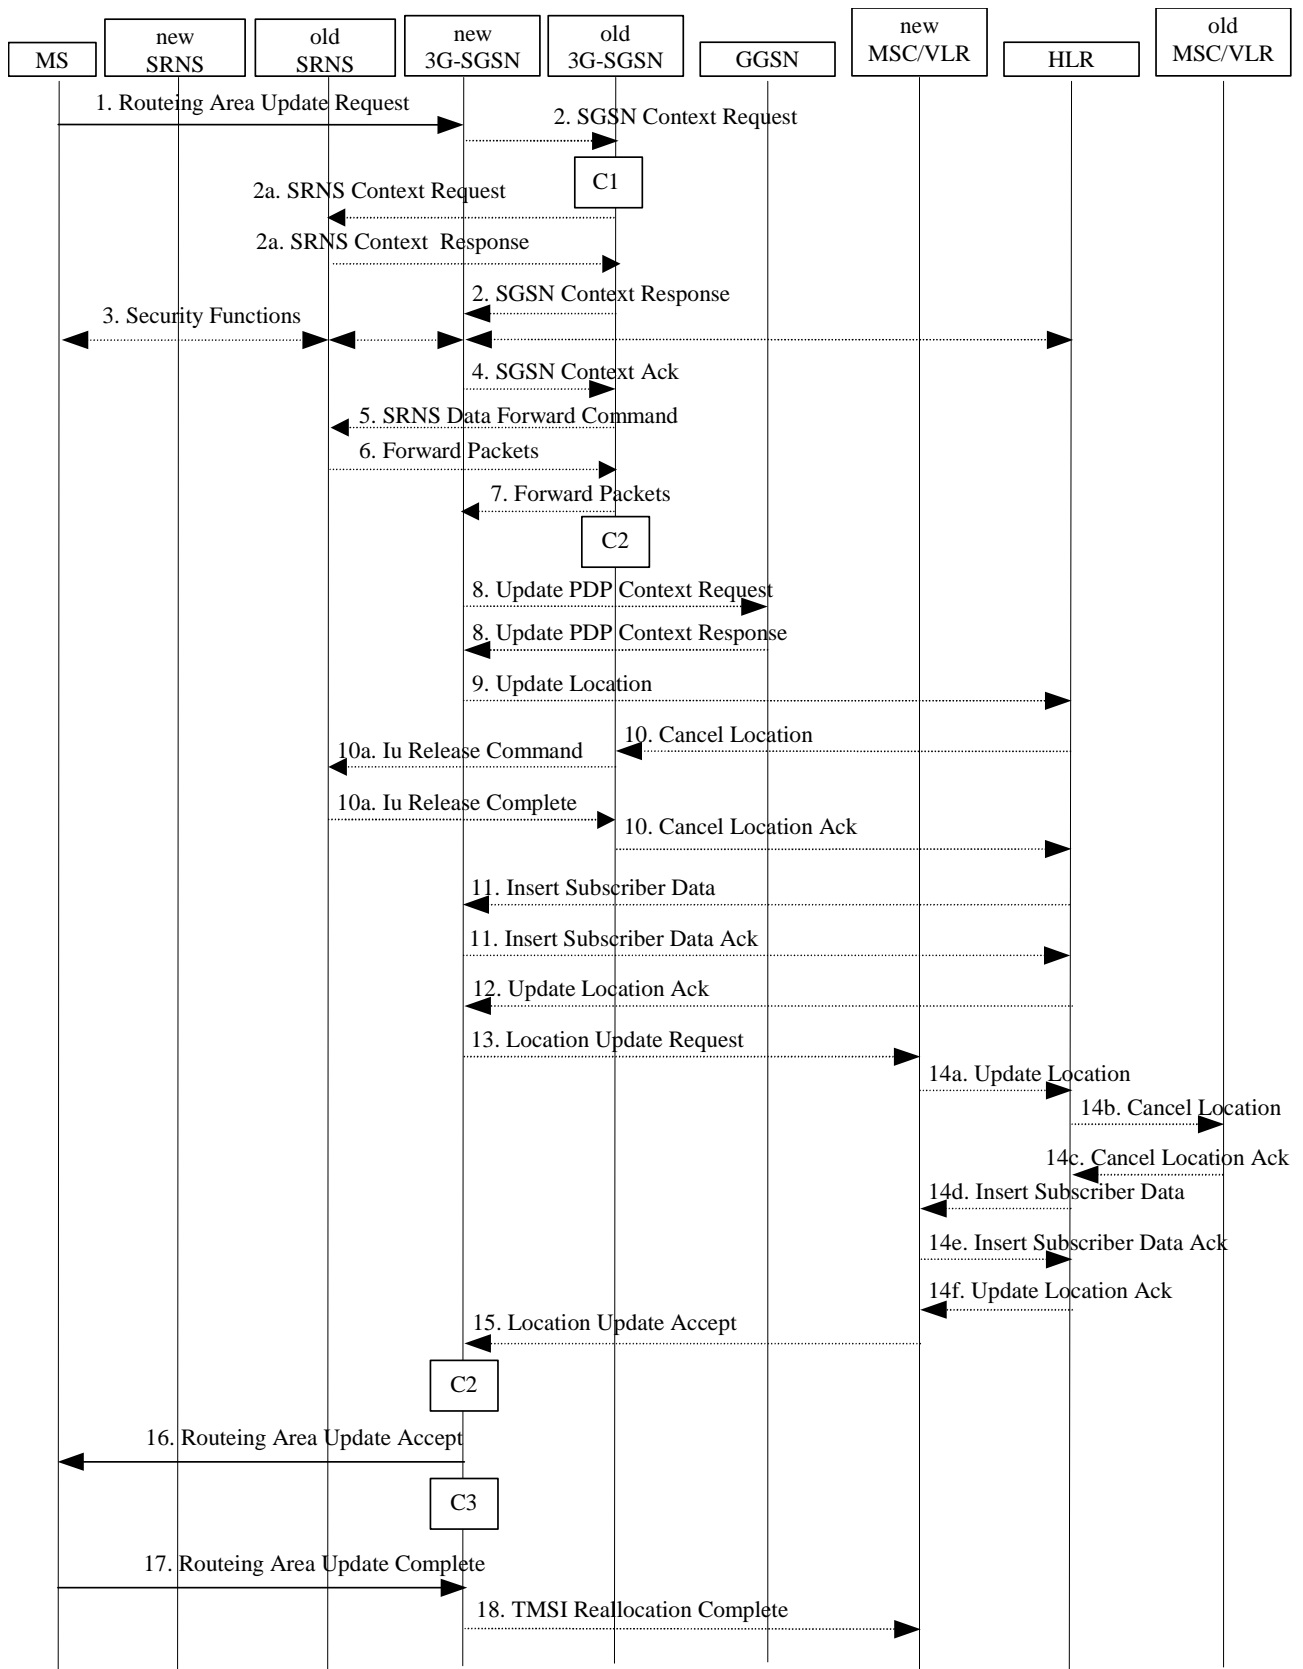 MS
new
SRNS
old
SRNS
new
3G-SGSN
old
3G-SGSN
GGSN
new
MSC/VLR
HLR
old
MSC/VLR
1. Routeing Area Update Request
2. SGSN Context Request
C1
2a. SRNS Context Request
2a. SRNS Context Response
2. SGSN Context Response
3. Security Functions
4. SGSN Context Ack
5. SRNS Data Forward Command
6. Forward Packets
7. Forward Packets
C2
8. Update PDP Context Request
8. Update PDP Context Response
9. Update Location
10. Cancel Location
10a. Iu Release Command
10a. Iu Release Complete
10. Cancel Location Ack
11. Insert Subscriber Data
11. Insert Subscriber Data Ack
12. Update Location Ack
13. Location Update Request
14a. Update Location
14b. Cancel Location
14c. Cancel Location Ack
14d. Insert Subscriber Data
14e. Insert Subscriber Data Ack
14f. Update Location Ack
15. Location Update Accept
C2
16. Routeing Area Update Accept
C3
17. Routeing Area Update Complete
18. TMSI Reallocation Complete